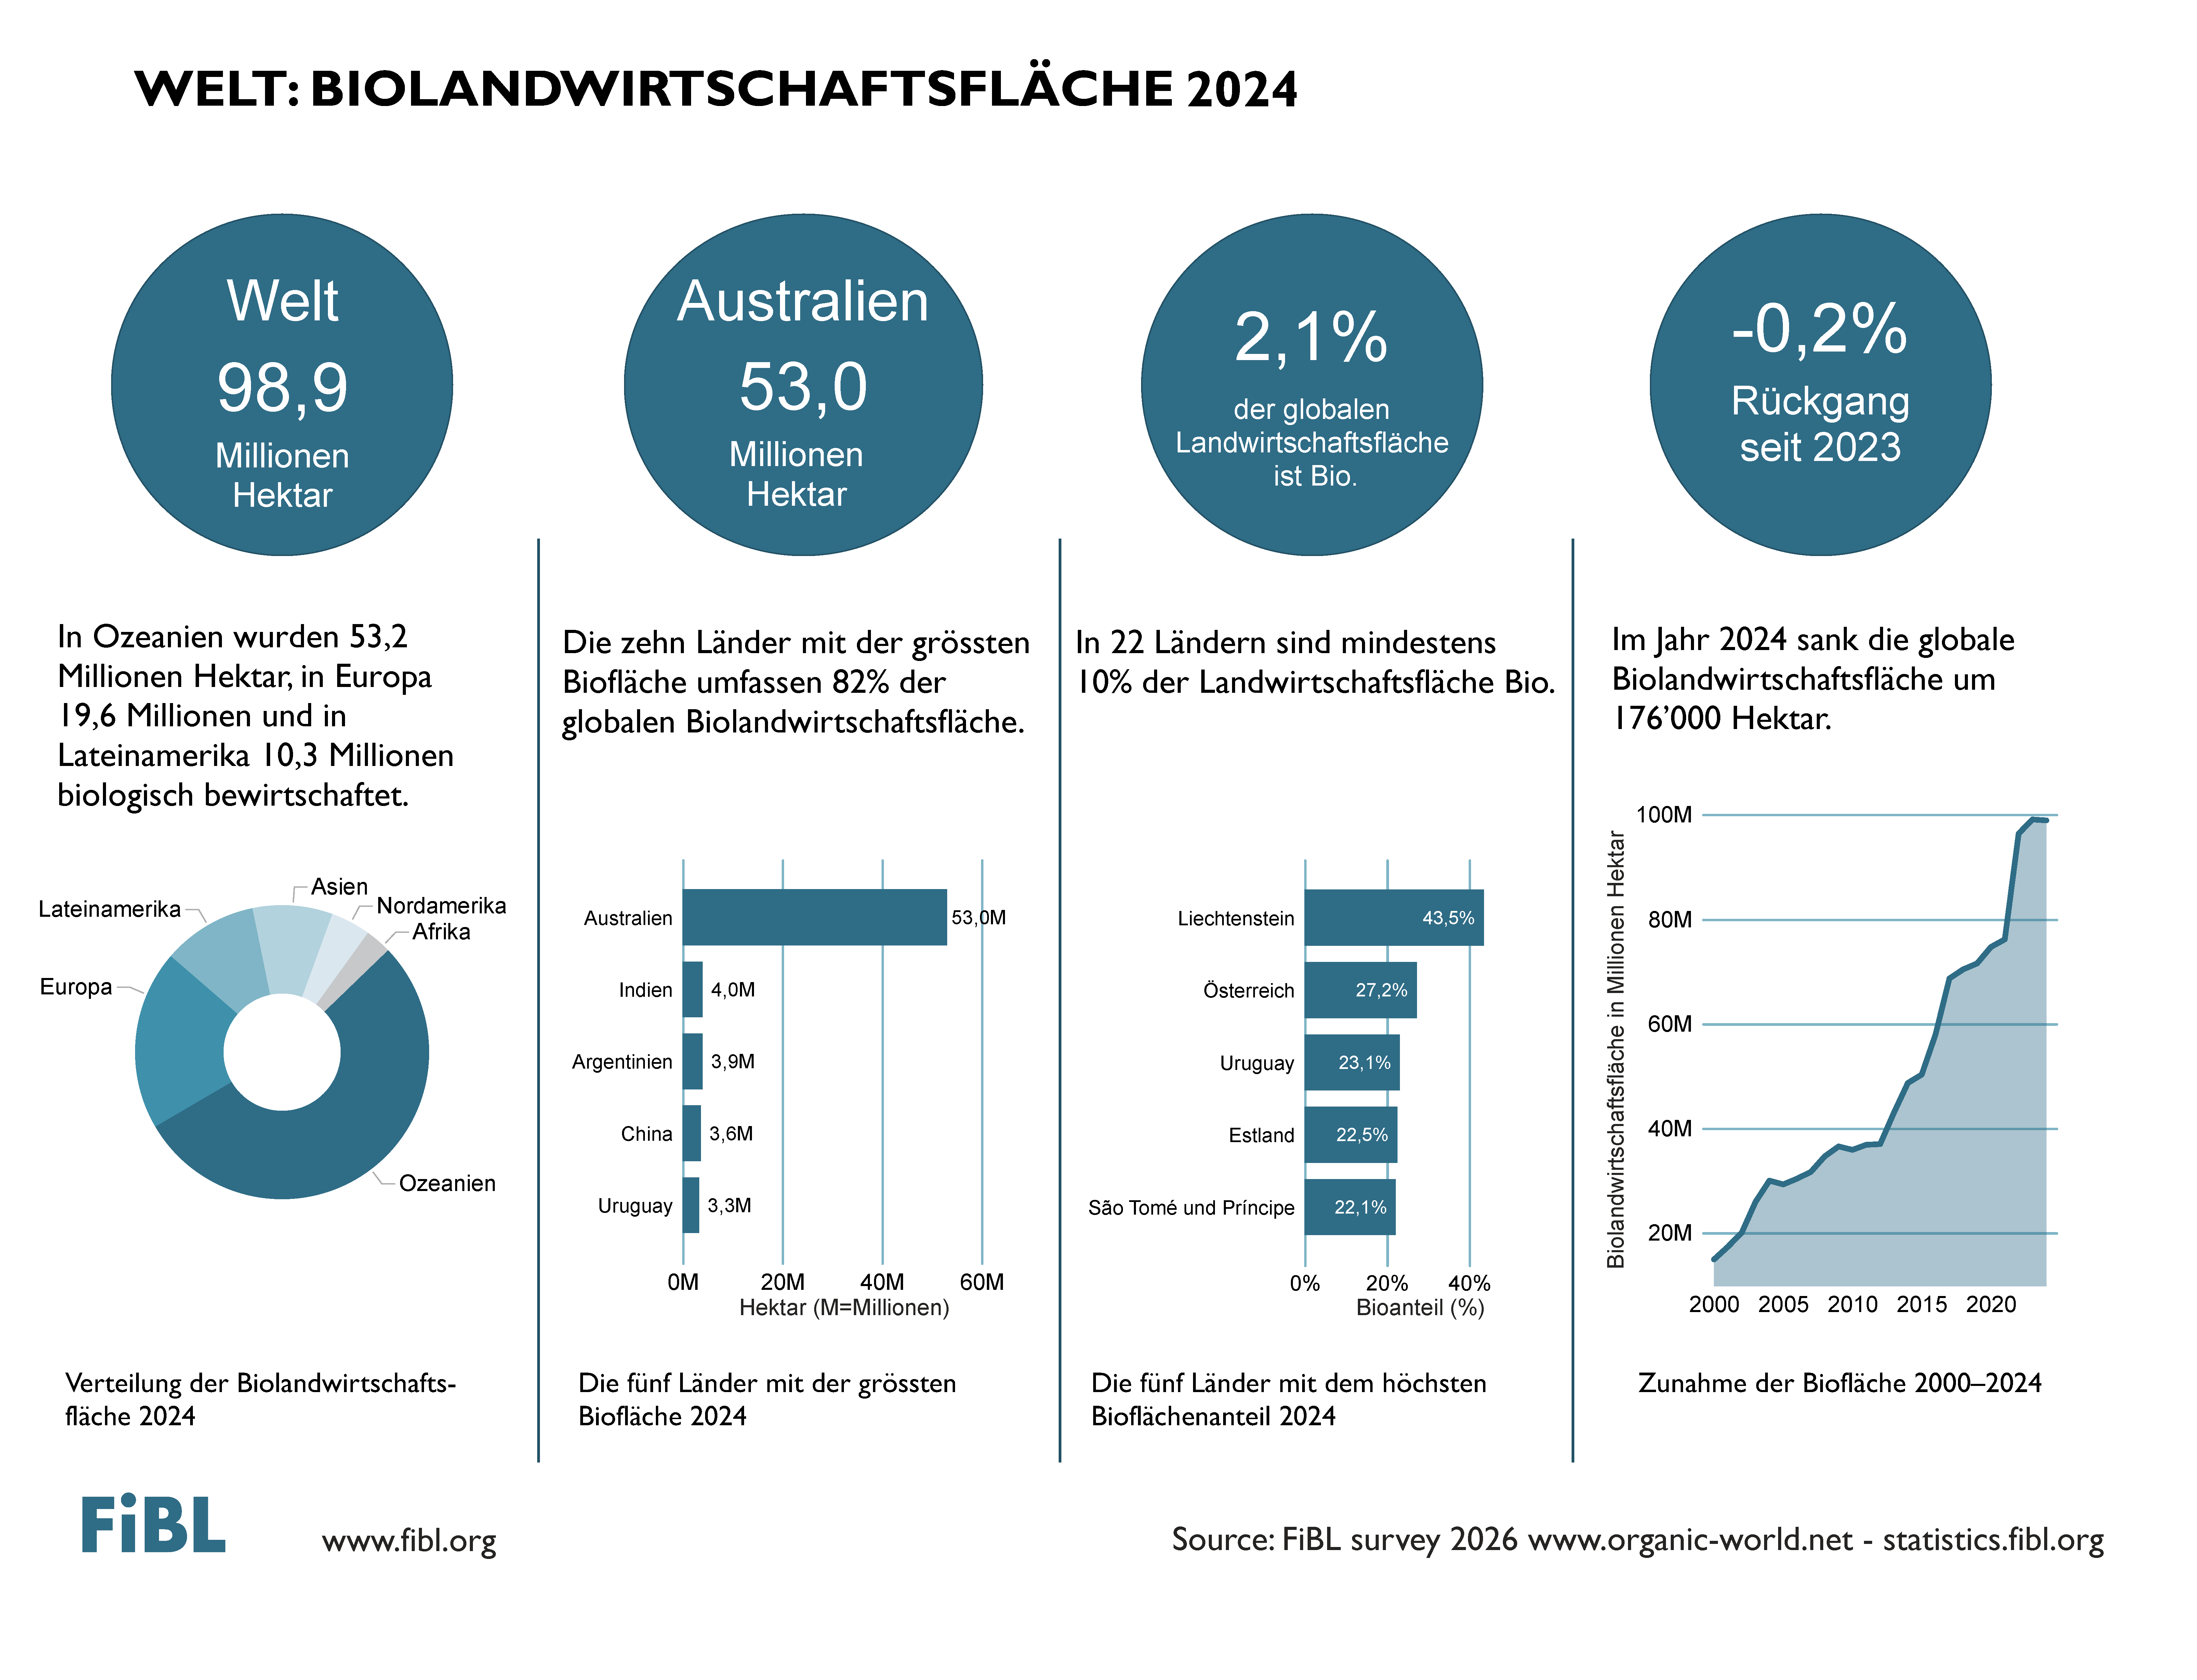 WELT: BIOLANDWIRTSCHAFTSFLÄCHE 2024
Welt
98,9
Millionen
Hektar
In Ozeanien wurden 53,2
Millionen Hektar, in Europa
19,6 Millionen und in
Lateinamerika 10,3 Millionen
biologisch bewirtschaftet.
Asien
Nordamerika
Lateinamerika
Afrika
Europa
Ozeanien
Verteilung der Biolandwirtschafts-
fläche 2024
Australien
53,0
Millionen
Hektar
Die zehn Länder mit der grössten
Biofläche umfassen 82% der
globalen Biolandwirtschaftsfläche.
Australien 53,0M
Indien 4,0M
Argentinien 3,9M
China 3,6M
Uruguay 3,3M
0M 20M 40M 60M
Hektar (M=Millionen)
Die fünf Länder mit der grössten
Biofläche 2024
2,1%
der globalen
Landwirtschaftsfläche
ist Bio.
In 22 Ländern sind mindestens
10% der Landwirtschaftsfläche Bio.
Liechtenstein 43,5%
Österreich 27,2%
Uruguay 23,1%
Estland 22,5%
São Tomé und Príncipe 22,1%
0% 20% 40%
Bioanteil (%)
Die fünf Länder mit dem höchsten
Bioflächenanteil 2024
-0,2%
Rückgang
seit 2023
Im Jahr 2024 sank die globale
Biolandwirtschaftsfläche um
176’000 Hektar.
Biolandwirtschaftsfläche in Millionen Hektar
100M
80M
60M
40M
20M
2000 2005 2010 2015 2020
Zunahme der Biofläche 2000–2024
FiBL
www.fibl.org
Source: FiBL survey 2026 www.organic-world.net - statistics.fibl.org